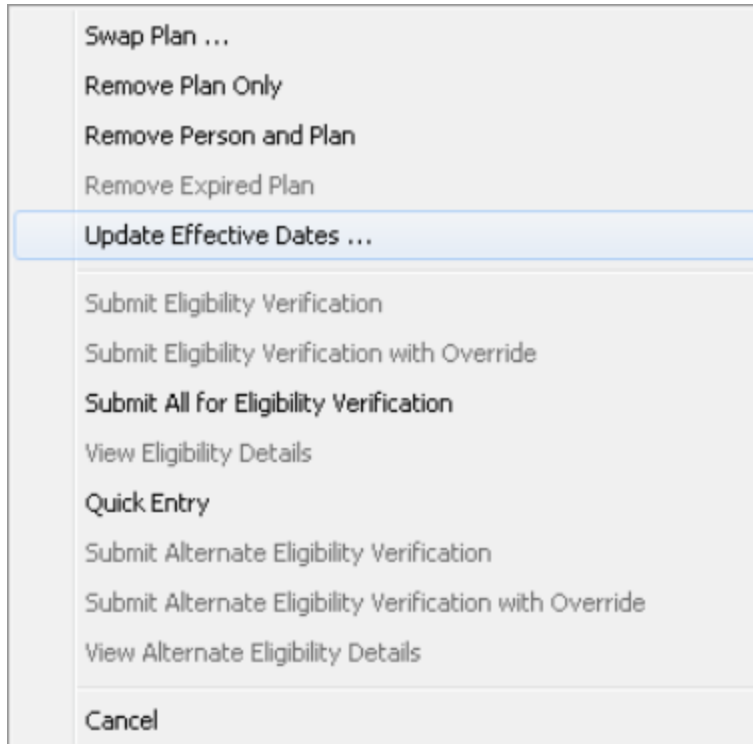 Swap Plan ...
Remove Plan Only
Remove Person and Plan
Remove Expired Plan
Update Effective Dates ...
Submit Eligibility Verification
Submit Eligibility Verification with Override
Submit All for Eligibility Verification
View Eligibility Details
Quick Entry
Submit Alternate Eligibility Verification
Submit Alternate Eligibility Verification with Override
View Alternate Eligibility Details
Cancel